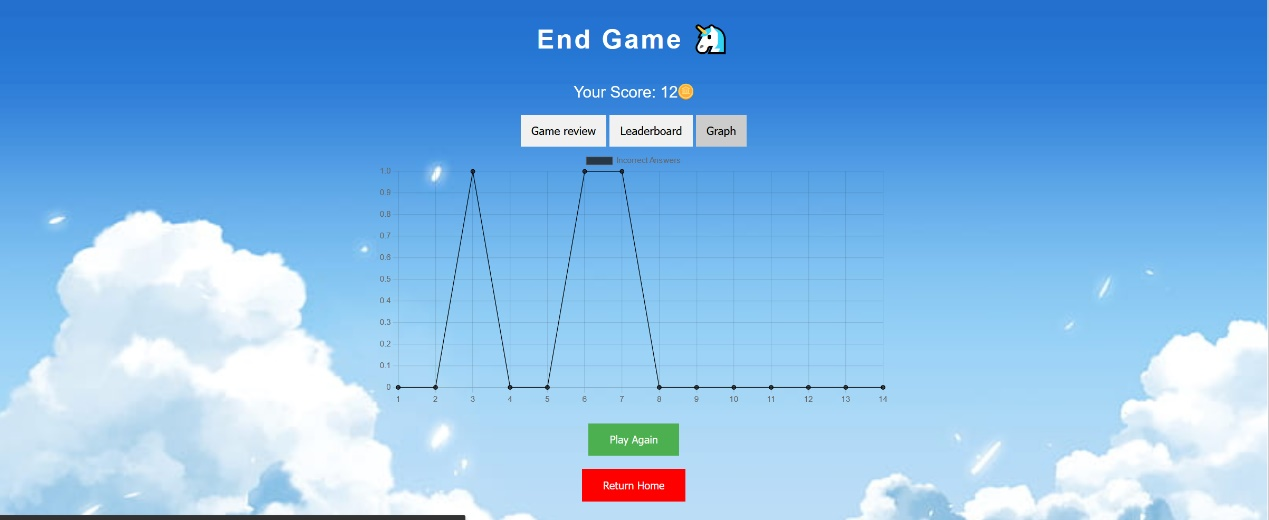 End Game
Your Score: 12
Game review Leaderboard Graph
Incorrect Answers
1.0
0.9
0.8
0.7
0.6
0.5
0.4
0.3
0.2
0.1
0
1 2 3 4 5 6 7 8 9 10 11 12 13 14
Play Again
Return Home